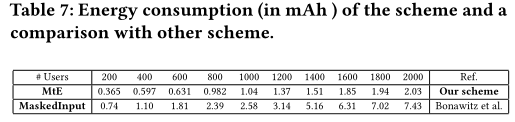 Table 7: Energy consumption (in mAh ) of the scheme and a
comparison with other scheme.
# Users 200 400 600 800 1000 1200 1400 1600 1800 2000 Ref.
MtE 0.365 0.597 0.631 0.982 1.04 1.37 1.51 1.85 1.94 2.03 Our scheme
MaskedInput 0.74 1.10 1.81 2.39 2.58 3.14 5.16 6.31 7.02 7.43 Bonawitz et al.